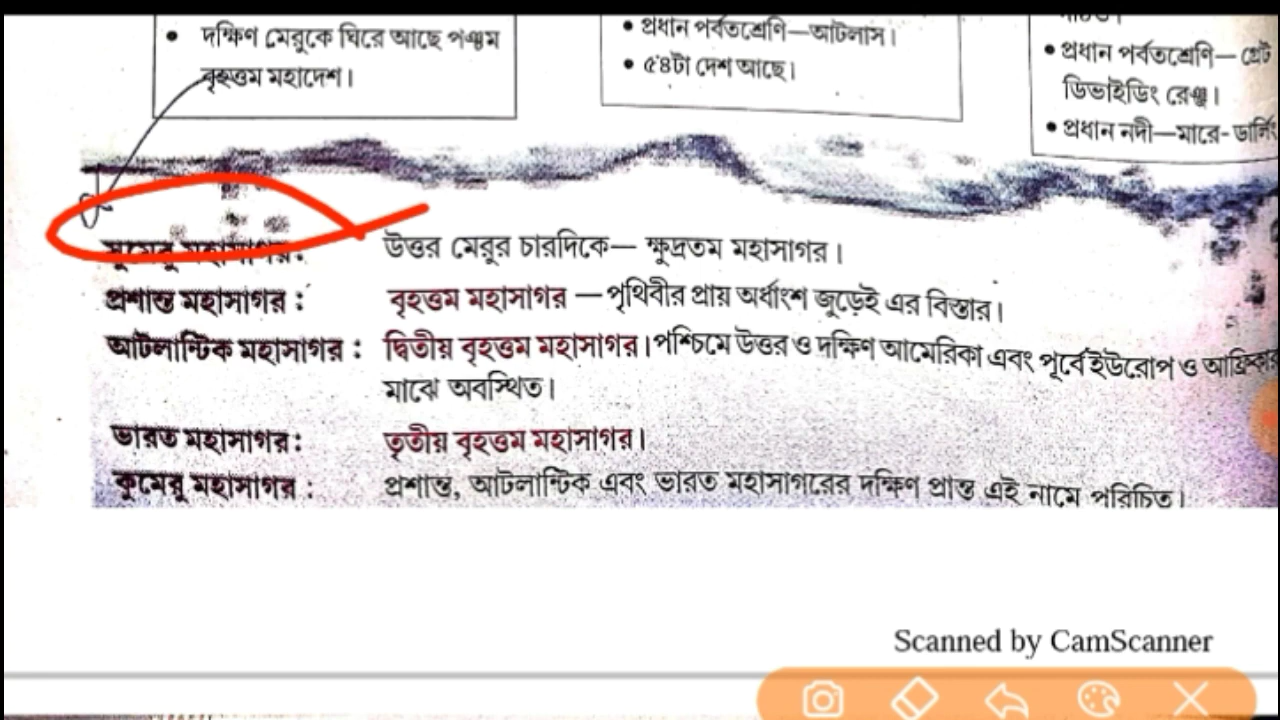 দক্ষিণ মেরুকে ঘিরে আছে পঞ্চম
বৃহত্তম মহাদেশ।
প্রধান পর্বতশ্রেণি—আটলাস।
৫৪টা দেশ আছে।
প্রধান পর্বতশ্রেণি— গ্রেট
ডিভাইডিং রেঞ্জ।
প্রধান নদী—মারে- ডার্লিং
সুমেরু মহাসাগর: উত্তর মেরুর চারদিকে— ক্ষুদ্রতম মহাসাগর।
প্রশান্ত মহাসাগর : বৃহত্তম মহাসাগর —পৃথিবীর প্রায় অর্ধাংশ জুড়েই এর বিস্তার।
আটলান্টিক মহাসাগর : দ্বিতীয় বৃহত্তম মহাসাগর।পশ্চিমে উত্তর ও দক্ষিণ আমেরিকা এবং পূর্বে ইউরোপ ও আফ্রিকার
মাঝে অবস্থিত।
ভারত মহাসাগর: তৃতীয় বৃহত্তম মহাসাগর।
কুমেরু মহাসাগর : প্রশান্ত, আটলান্টিক এবং ভারত মহাসাগরের দক্ষিণ প্রান্ত এই নামে পরিচিত।
Scanned by CamScanner